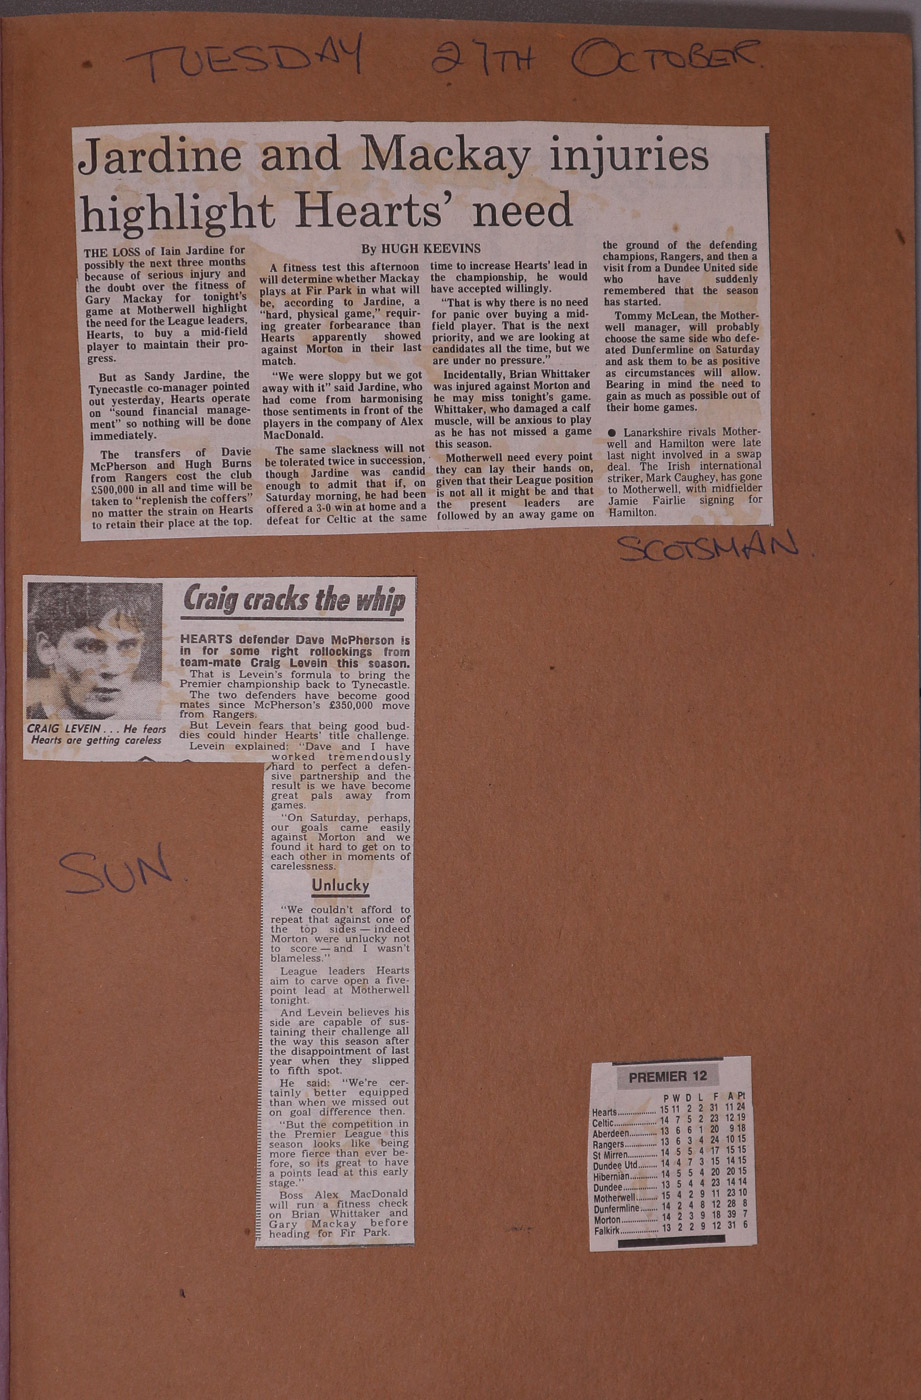 TUESDAY 27TH OCTOBER.
Jardine and Mackay injuries
highlight Hearts' need
By HUGH KEEVINS
THE LOSS of Iain Jardine for
possibly the next three months
because of serious injury and
the doubt over the fitness of
Gary Mackay for tonight's
game at Motherwell highlight
the need for the League leaders,
Hearts, to buy a mid-field
player to maintain their pro-
gress.
But as Sandy Jardine, the
Tynecastle co-manager pointed
out yesterday, Hearts operate
on "sound financial manage-
ment" so nothing will be done
immediately.
The transfers of Davie
McPherson and Hugh Burns
from Rangers cost the club
£500,000 in all and time will be
taken to "replenish the coffers"
no matter the strain on Hearts
to retain their place at the top.
A fitness test this afternoon
will determine whether Mackay
plays at Fir Park in what will
be, according to Jardine, a
"hard, physical game," requir-
ing greater forbearance than
Hearts apparently showed
against Morton in their last
match.
"We were sloppy but we got
away with it" said Jardine, who
had come from harmonising
those sentiments in front of the
players in the company of Alex
MacDonald.
The same slackness will not
be tolerated twice in succession,
though Jardine was candid
enough to admit that if, on
Saturday morning, he had been
offered a 3-0 win at home and a
defeat for Celtic at the same
time to increase Hearts' lead in
the championship, he would
have accepted willingly.
"That is why there is no need
for panic over buying a mid-
field player. That is the next
priority, and we are looking at
candidates all the time, but we
are under no pressure."
Incidentally, Brian Whittaker
was injured against Morton and
he may miss tonight's game.
Whittaker, who damaged a calf
muscle, will be anxious to play
as he has not missed a game
this season.
Motherwell need every point
they can lay their hands on,
given that their League position
is not all it might be and that
the present leaders are
followed by an away game on
the ground of the defending
champions, Rangers, and then a
visit from a Dundee United side
who have suddenly
remembered that the season
has started.
Tommy McLean, the Mother-
well manager, will probably
choose the same side who defe-
ated Dunfermline on Saturday
and ask them to be as positive
as circumstances will allow.
Bearing in mind the need to
gain as much as possible out of
their home games.
● Lanarkshire rivals Mother-
well and Hamilton were late
last night involved in a swap
deal. The Irish international
striker, Mark Caughey, has gone
to Motherwell, with midfielder
Jamie Fairlie signing for
Hamilton.
SCOTSMAN.
Craig cracks the whip
CRAIG LEVEIN . . . He fears
Hearts are getting careless
HEARTS defender Dave McPherson is
in for some right rollockings from
team-mate Craig Levein this season.
That is Levein's formula to bring the
Premier championship back to Tynecastle.
The two defenders have become good
mates since McPherson's £350,000 move
from Rangers.
But Levein fears that being good bud-
dies could hinder Hearts' title challenge.
Levein explained: "Dave and I have
worked tremendously
hard to perfect a defen-
sive partnership and the
result is we have become
great pals away from
games.
"On Saturday, perhaps,
our goals came easily
against Morton and we
found it hard to get on to
each other in moments of
carelessness.
Unlucky
"We couldn't afford to
repeat that against one of
the top sides — indeed
Morton were unlucky not
to score — and I wasn't
blameless."
League leaders Hearts
aim to carve open a five-
point lead at Motherwell
tonight.
And Levein believes his
side are capable of sus-
taining their challenge all
the way this season after
the disappointment of last
year when they slipped
to fifth spot.
He said: "We're cer-
tainly better equipped
than when we missed out
on goal difference then.
"But the competition in
the Premier League this
season looks like being
more fierce than ever be-
fore, so its great to have
a points lead at this early
stage."
Boss Alex MacDonald
will run a fitness check
on Brian Whittaker and
Gary Mackay before
heading for Fir Park.
SUN.
PREMIER 12
P W D L F A Pt
Hearts 15 11 2 2 31 11 24
Celtic 14 7 5 2 23 12 19
Aberdeen 13 6 6 1 20 9 18
Rangers 13 6 3 4 24 10 15
St Mirren 14 5 5 4 17 15 15
Dundee Utd 14 4 7 3 15 14 15
Hibernian 14 5 5 4 20 20 15
Dundee 13 5 4 4 23 14 14
Motherwell 15 4 2 9 11 23 10
Dunfermline 14 2 4 8 12 28 8
Morton 14 2 3 9 18 39 7
Falkirk 13 2 2 9 12 31 6